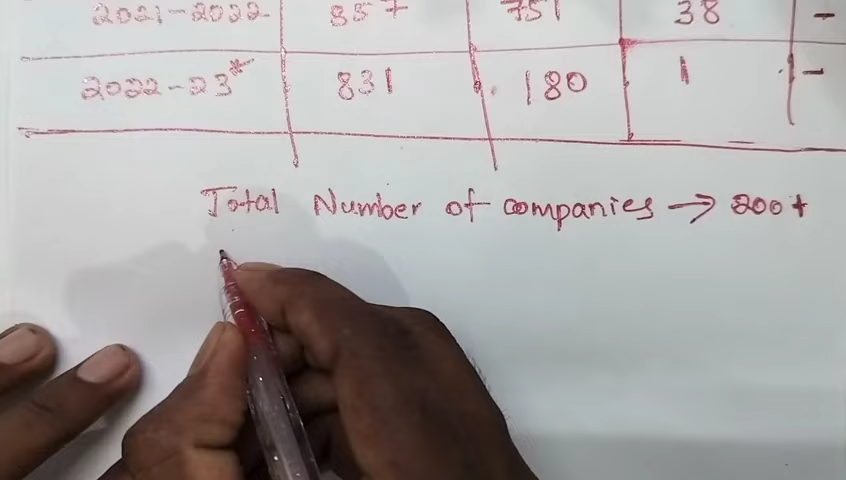 2021-2022 857 751 38 -
2022-23* 831 180 1 -
Total Number of companies → 200+